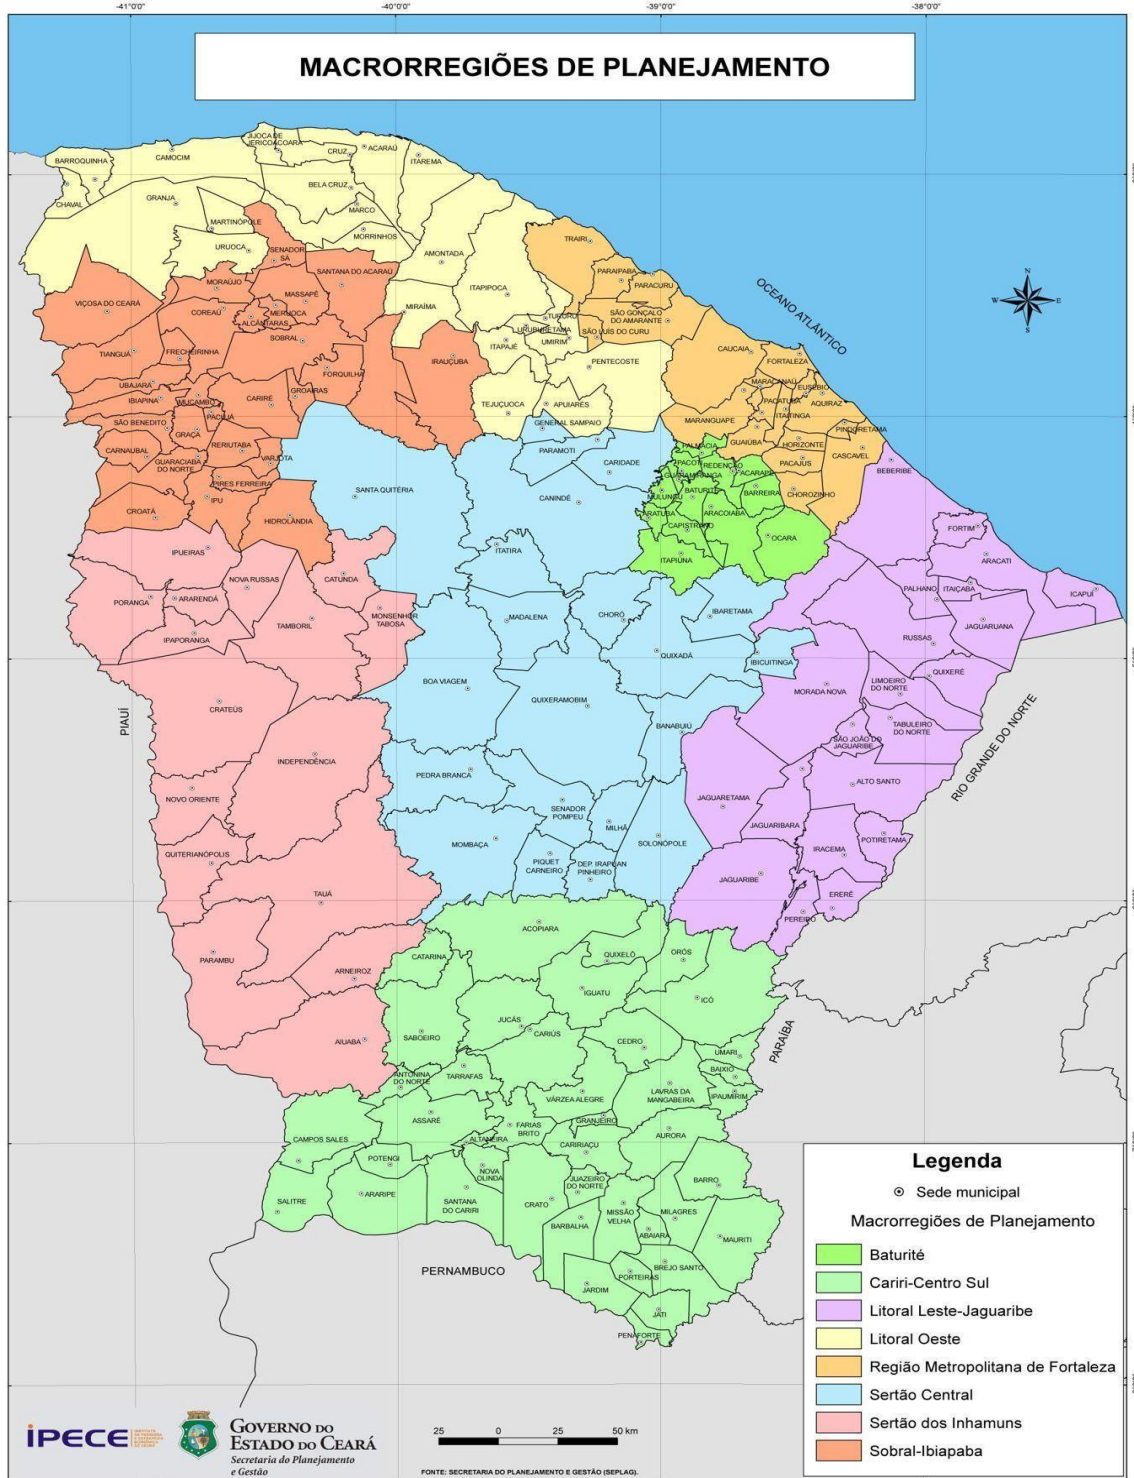 -41°0'0"
-40°0'0"
-39°0'0"
-38°0'0"
MACRORREGIÕES DE PLANEJAMENTO
JIJOCA DE
JERICOACOARA
CRUZ
ACARAÚ
ITAREMA
BARROQUINHA
CAMOCIM
CHAVAL
GRANJA
BELA CRUZ
MARCO
MARTINÓPOLE
MORRINHOS
URUOCA
SENADOR
SÁ
AMONTADA
TRAIRI
SANTANA DO ACARAÚ
PARAIPABA
PARACURU
MORAÚJO
ITAPIPOCA
VIÇOSA DO CEARÁ
MASSAPÊ
MIRAÍMA
OCEANO ATLÂNTICO
N
W
E
S
COREAÚ
MERUOCA
ALCÂNTARAS
TURURU
URUBURETAMA
SÃO GONÇALO
DO AMARANTE
SÃO LUÍS DO CURU
SOBRAL
ITAPAJÉ
UMIRIM
TIANGUÁ
FRECHEIRINHA
IRAUÇUBA
PENTECOSTE
CAUCAIA
FORTALEZA
FORQUILHA
UBAJARA
IBIAPINA
MUCAMBO
CARIRÉ
GROAÍRAS
MARACANAÚ
EUSÉBIO
PACATUBA
AQUIRAZ
ITAITINGA
TEJUÇUOCA
APUIARÉS
PACUJÁ
SÃO BENEDITO
GRAÇA
GENERAL SAMPAIO
MARANGUAPE
PINDORETAMA
GUAIÚBA
HORIZONTE
CASCAVEL
CARNAUBAL
RERIUTABA
GUARACIABA
DO NORTE
VARJOTA
PARAMOTI
PALMÁCIA
PACOTI
REDENÇÃO
PACAJUS
BEBERIBE
CARIDADE
GUARAMIRANGA
ACARAPE
PIRES FERREIRA
IPU
SANTA QUITÉRIA
CANINDÉ
MULUNGU
BATURITÉ
BARREIRA
CHOROZINHO
CROATÁ
HIDROLÂNDIA
ARATUBA
ARACOIABA
CAPISTRANO
OCARA
FORTIM
IPUEIRAS
ITATIRA
ITAPIÚNA
ARACATI
NOVA RUSSAS
CATUNDA
PORANGA
ARARENDÁ
PALHANO
ITAIÇABA
ICAPUÍ
IPAPORANGA
TAMBORIL
MONSENHOR
TABOSA
MADALENA
CHORÓ
IBARETAMA
JAGUARUANA
RUSSAS
QUIXADÁ
IBICUITINGA
BOA VIAGEM
QUIXERÉ
LIMOEIRO
DO NORTE
MORADA NOVA
CRATEÚS
QUIXERAMOBIM
PIAUÍ
BANABUIÚ
TABULEIRO
DO NORTE
SÃO JOÃO DO
JAGUARIBE
INDEPENDÊNCIA
RIO GRANDE DO NORTE
PEDRA BRANCA
ALTO SANTO
NOVO ORIENTE
JAGUARETAMA
SENADOR
POMPEU
MILHÃ
JAGUARIBARA
MOMBAÇA
SOLONÓPOLE
POTIRETAMA
QUITERIANÓPOLIS
IRACEMA
PIQUET
CARNEIRO
DEP. IRAPUAN
PINHEIRO
JAGUARIBE
TAUÁ
ERERÊ
PEREIRO
ACOPIARA
CATARINA
PARAMBU
QUIXELÔ
ORÓS
ARNEIROZ
IGUATU
ICÓ
JUCÁS
CARIÚS
SABOEIRO
AIUABA
CEDRO
PARAÍBA
UMARI
BAIXIO
ANTONINA
DO NORTE
TARRAFAS
VÁRZEA ALEGRE
LAVRAS DA
MANGABEIRA
IPAUMIRIM
ASSARÉ
FARIAS
BRITO
GRANJEIRO
AURORA
CAMPOS SALES
ALTANEIRA
CARIRIAÇU
POTENGI
NOVA
OLINDA
JUAZEIRO
DO NORTE
BARRO
SALITRE
ARARIPE
SANTANA
DO CARIRI
CRATO
BARBALHA
MISSÃO
VELHA
MILAGRES
ABAIARA
MAURITI
PORTEIRAS
BREJO SANTO
JARDIM
JATI
PENAFORTE
PERNAMBUCO
Legenda
Sede municipal
Macrorregiões de Planejamento
Baturité
Cariri-Centro Sul
Litoral Leste-Jaguaribe
Litoral Oeste
Região Metropolitana de Fortaleza
Sertão Central
Sertão dos Inhamuns
Sobral-Ibiapaba
IPECE
GOVERNO DO
ESTADO DO CEARÁ
Secretaria do Planejamento
e Gestão
25 0 25 50 km
FONTE: SECRETARIA DO PLANEJAMENTO E GESTÃO (SEPLAG).